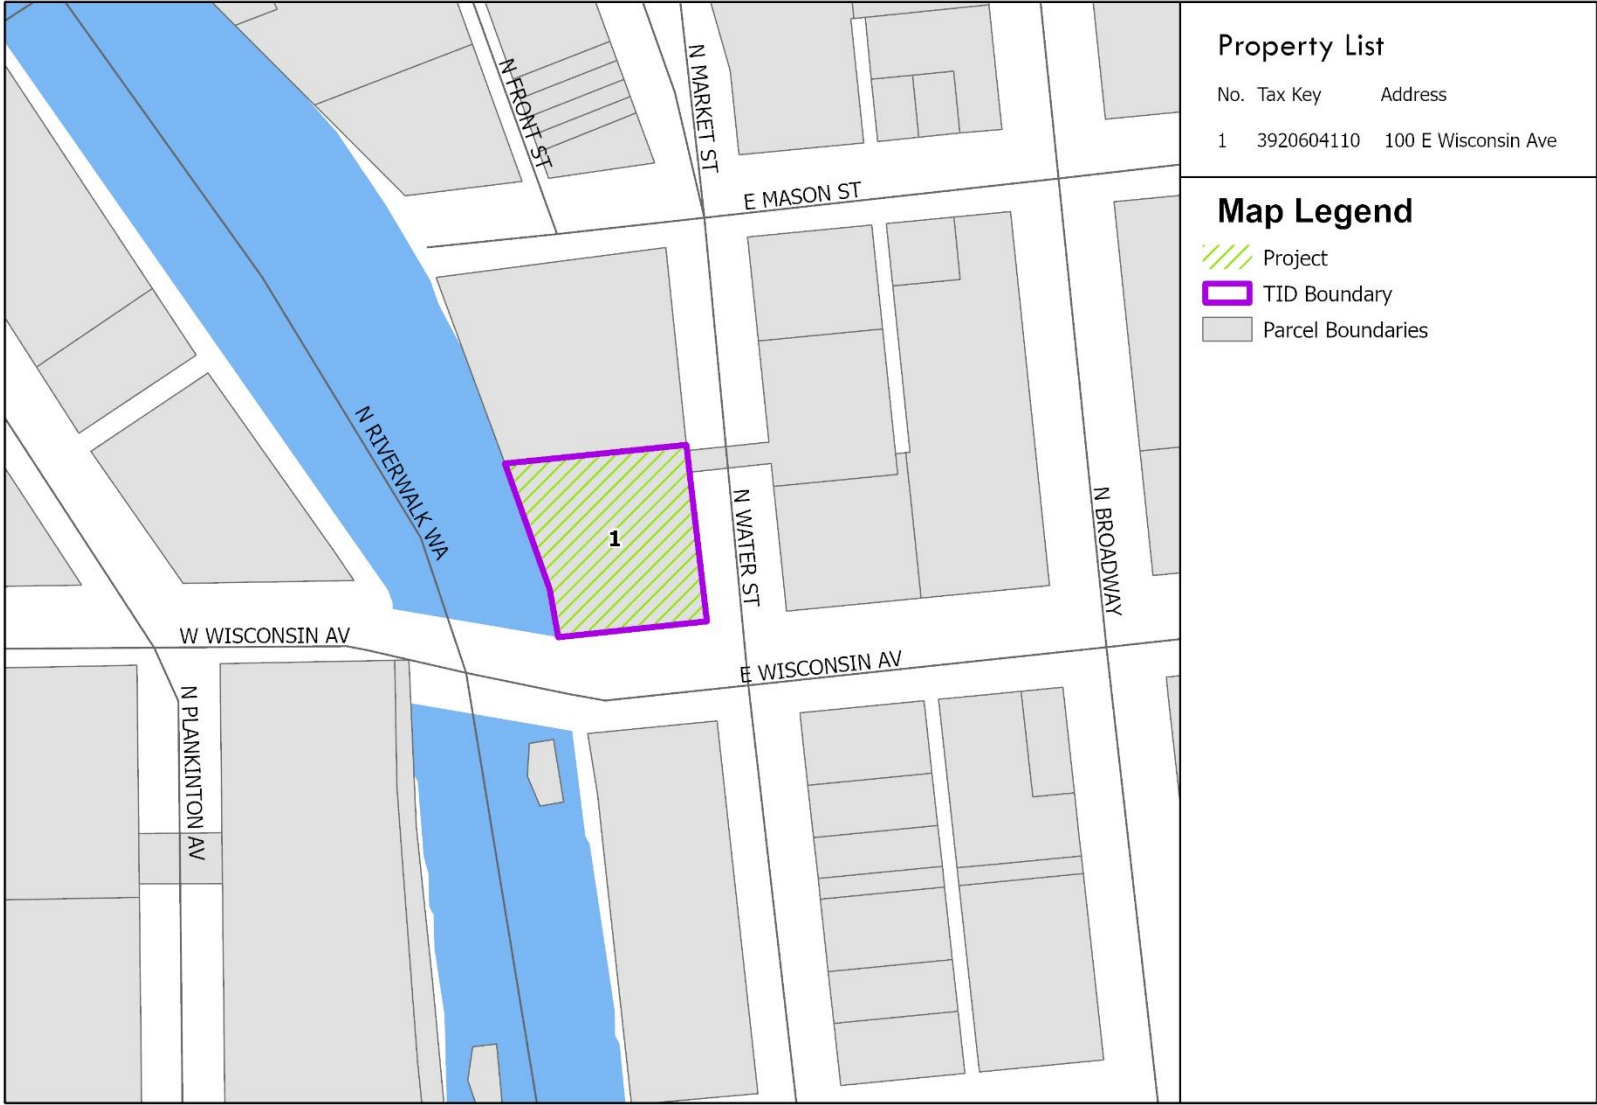 Property List
No. Tax Key Address
1 3920604110 100 E Wisconsin Ave
Map Legend
Project
TID Boundary
Parcel Boundaries
N FRONT ST
N MARKET ST
E MASON ST
N RIVERWALK WA
1
N WATER ST
N BROADWAY
W WISCONSIN AV
E WISCONSIN AV
N PLANKINTON AV